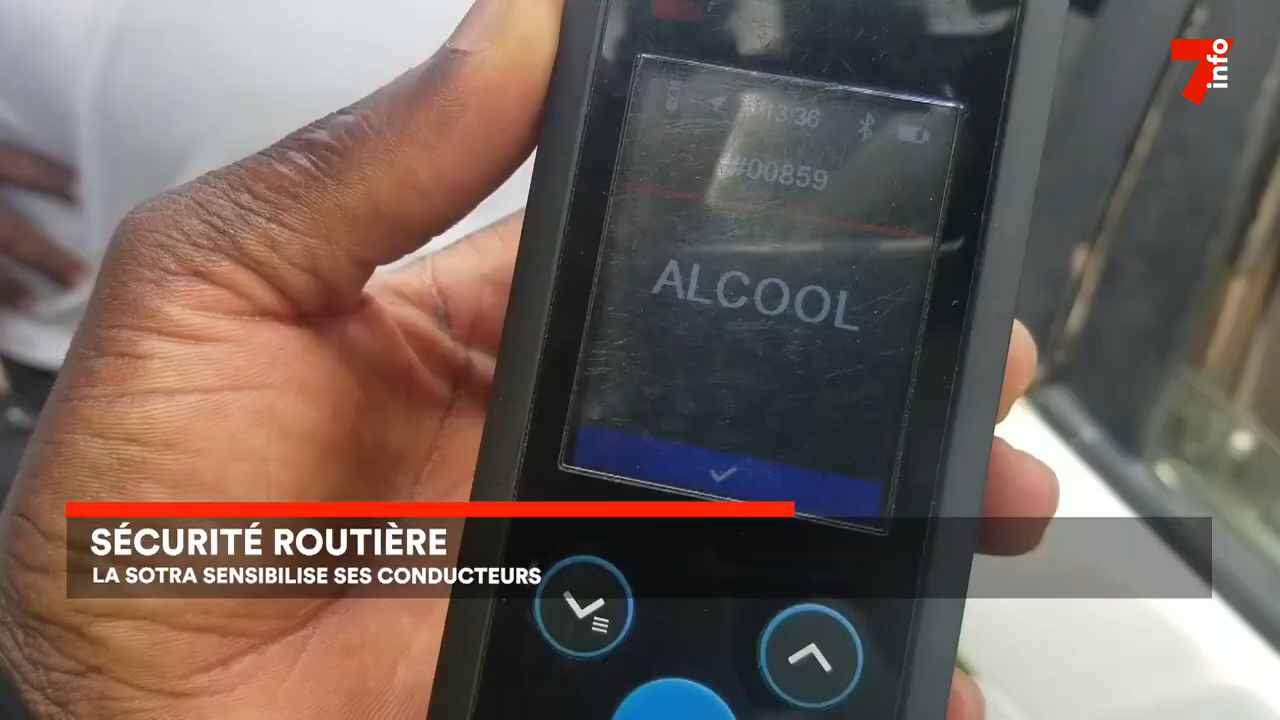 7info
13:36
#00859
ALCOOL
SÉCURITÉ ROUTIÈRE
LA SOTRA SENSIBILISE SES CONDUCTEURS